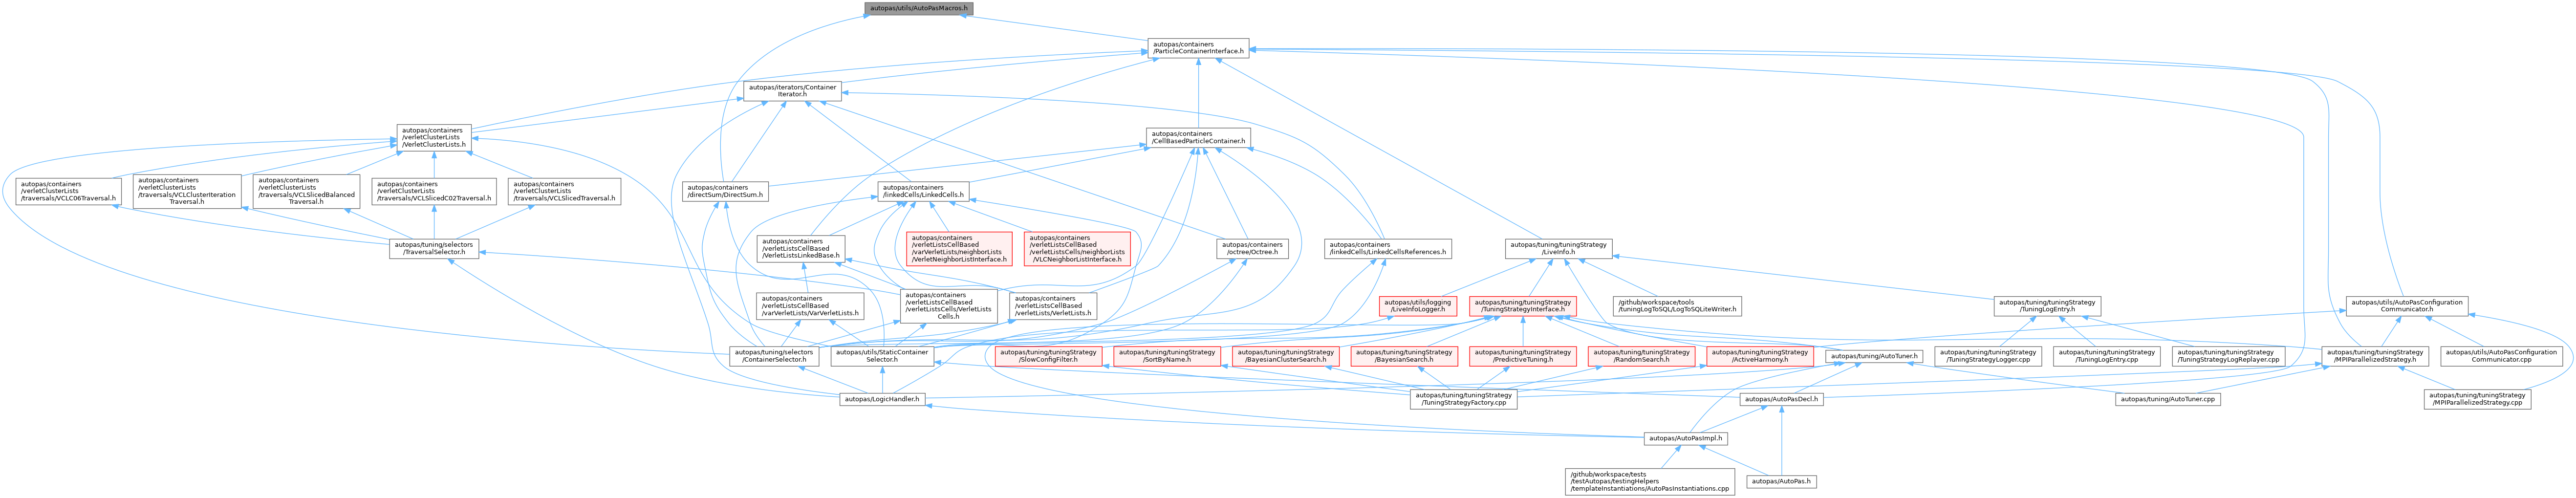 autopas/utils/AutoPasMacros.h
autopas/containers
/ParticleContainerInterface.h
autopas/iterators/Container
Iterator.h
autopas/containers
/verletClusterLists
/VerletClusterLists.h
autopas/containers
/CellBasedParticleContainer.h
autopas/containers
/verletClusterLists
/traversals/VCLC06Traversal.h
autopas/containers
/verletClusterLists
/traversals/VCLClusterIteration
Traversal.h
autopas/containers
/verletClusterLists
/traversals/VCLSlicedBalanced
Traversal.h
autopas/containers
/verletClusterLists
/traversals/VCLSlicedC02Traversal.h
autopas/containers
/verletClusterLists
/traversals/VCLSlicedTraversal.h
autopas/containers
/directSum/DirectSum.h
autopas/containers
/linkedCells/LinkedCells.h
autopas/tuning/selectors
/TraversalSelector.h
autopas/containers
/verletListsCellBased
/VerletListsLinkedBase.h
autopas/containers
/verletListsCellBased
/varVerletLists/neighborLists
/VerletNeighborListInterface.h
autopas/containers
/verletListsCellBased
/verletListsCells/neighborLists
/VLCNeighborListInterface.h
autopas/containers
/octree/Octree.h
autopas/containers
/linkedCells/LinkedCellsReferences.h
autopas/tuning/tuningStrategy
/LiveInfo.h
autopas/containers
/verletListsCellBased
/varVerletLists/VarVerletLists.h
autopas/containers
/verletListsCellBased
/verletListsCells/VerletLists
Cells.h
autopas/containers
/verletListsCellBased
/verletLists/VerletLists.h
autopas/utils/logging
/LiveInfoLogger.h
autopas/tuning/tuningStrategy
/TuningStrategyInterface.h
/github/workspace/tools
/tuningLogToSQL/LogToSQLiteWriter.h
autopas/tuning/tuningStrategy
/TuningLogEntry.h
autopas/utils/AutoPasConfiguration
Communicator.h
autopas/tuning/selectors
/ContainerSelector.h
autopas/utils/StaticContainer
Selector.h
autopas/tuning/tuningStrategy
/SlowConfigFilter.h
autopas/tuning/tuningStrategy
/SortByName.h
autopas/tuning/tuningStrategy
/BayesianClusterSearch.h
autopas/tuning/tuningStrategy
/BayesianSearch.h
autopas/tuning/tuningStrategy
/PredictiveTuning.h
autopas/tuning/tuningStrategy
/RandomSearch.h
autopas/tuning/tuningStrategy
/ActiveHarmony.h
autopas/tuning/AutoTuner.h
autopas/tuning/tuningStrategy
/TuningStrategyLogger.cpp
autopas/tuning/tuningStrategy
/TuningLogEntry.cpp
autopas/tuning/tuningStrategy
/TuningStrategyLogReplayer.cpp
autopas/tuning/tuningStrategy
/MPIParallelizedStrategy.h
autopas/utils/AutoPasConfiguration
Communicator.cpp
autopas/LogicHandler.h
autopas/tuning/tuningStrategy
/TuningStrategyFactory.cpp
autopas/AutoPasDecl.h
autopas/tuning/AutoTuner.cpp
autopas/tuning/tuningStrategy
/MPIParallelizedStrategy.cpp
autopas/AutoPasImpl.h
/github/workspace/tests
/testAutopas/testingHelpers
/templateInstantiations/AutoPasInstantiations.cpp
autopas/AutoPas.h